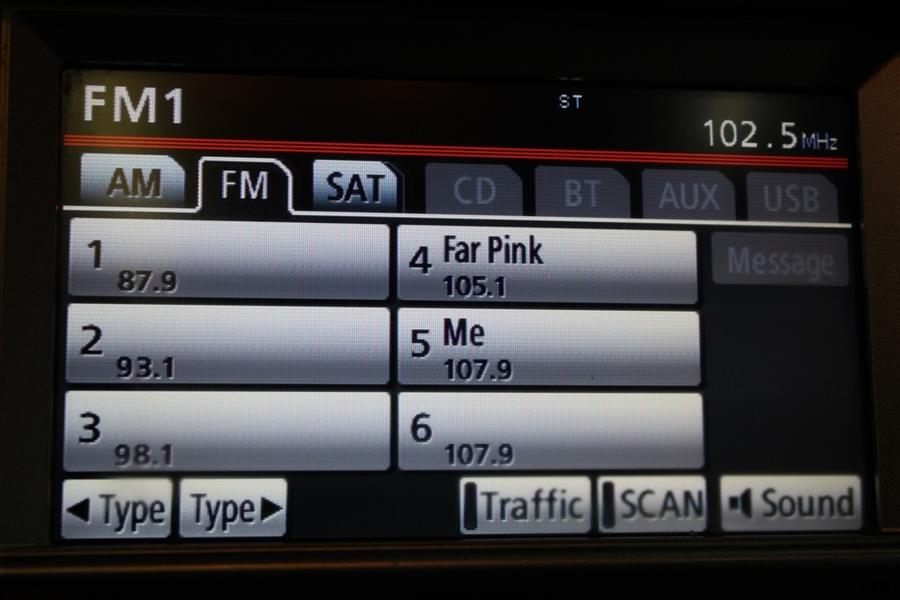 FM1
ST
102.5MHz
AM FM SAT CD BT AUX USB
1 87.9
4 Far Pink 105.1
Message
2 93.1
5 Me 107.9
3 98.1
6 107.9
◀ Type Type ▶ Traffic SCAN Sound